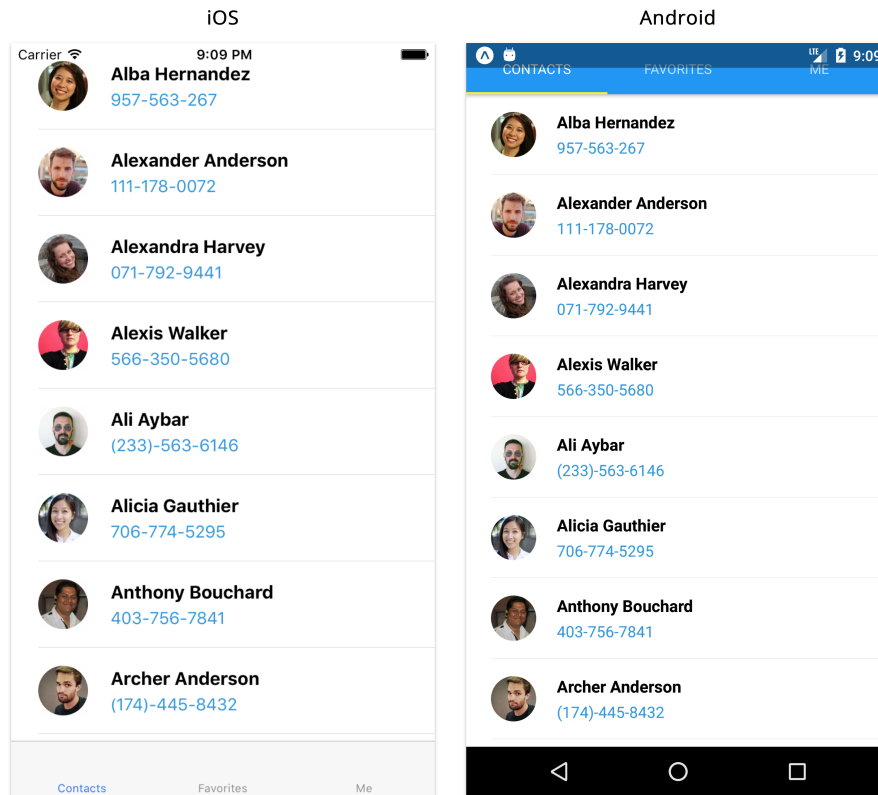 iOS
Carrier 9:09 PM
Alba Hernandez
957-563-267
Alexander Anderson
111-178-0072
Alexandra Harvey
071-792-9441
Alexis Walker
566-350-5680
Ali Aybar
(233)-563-6146
Alicia Gauthier
706-774-5295
Anthony Bouchard
403-756-7841
Archer Anderson
(174)-445-8432
Contacts Favorites Me
Android
LTE 9:09
CONTACTS FAVORITES ME
Alba Hernandez
957-563-267
Alexander Anderson
111-178-0072
Alexandra Harvey
071-792-9441
Alexis Walker
566-350-5680
Ali Aybar
(233)-563-6146
Alicia Gauthier
706-774-5295
Anthony Bouchard
403-756-7841
Archer Anderson
(174)-445-8432